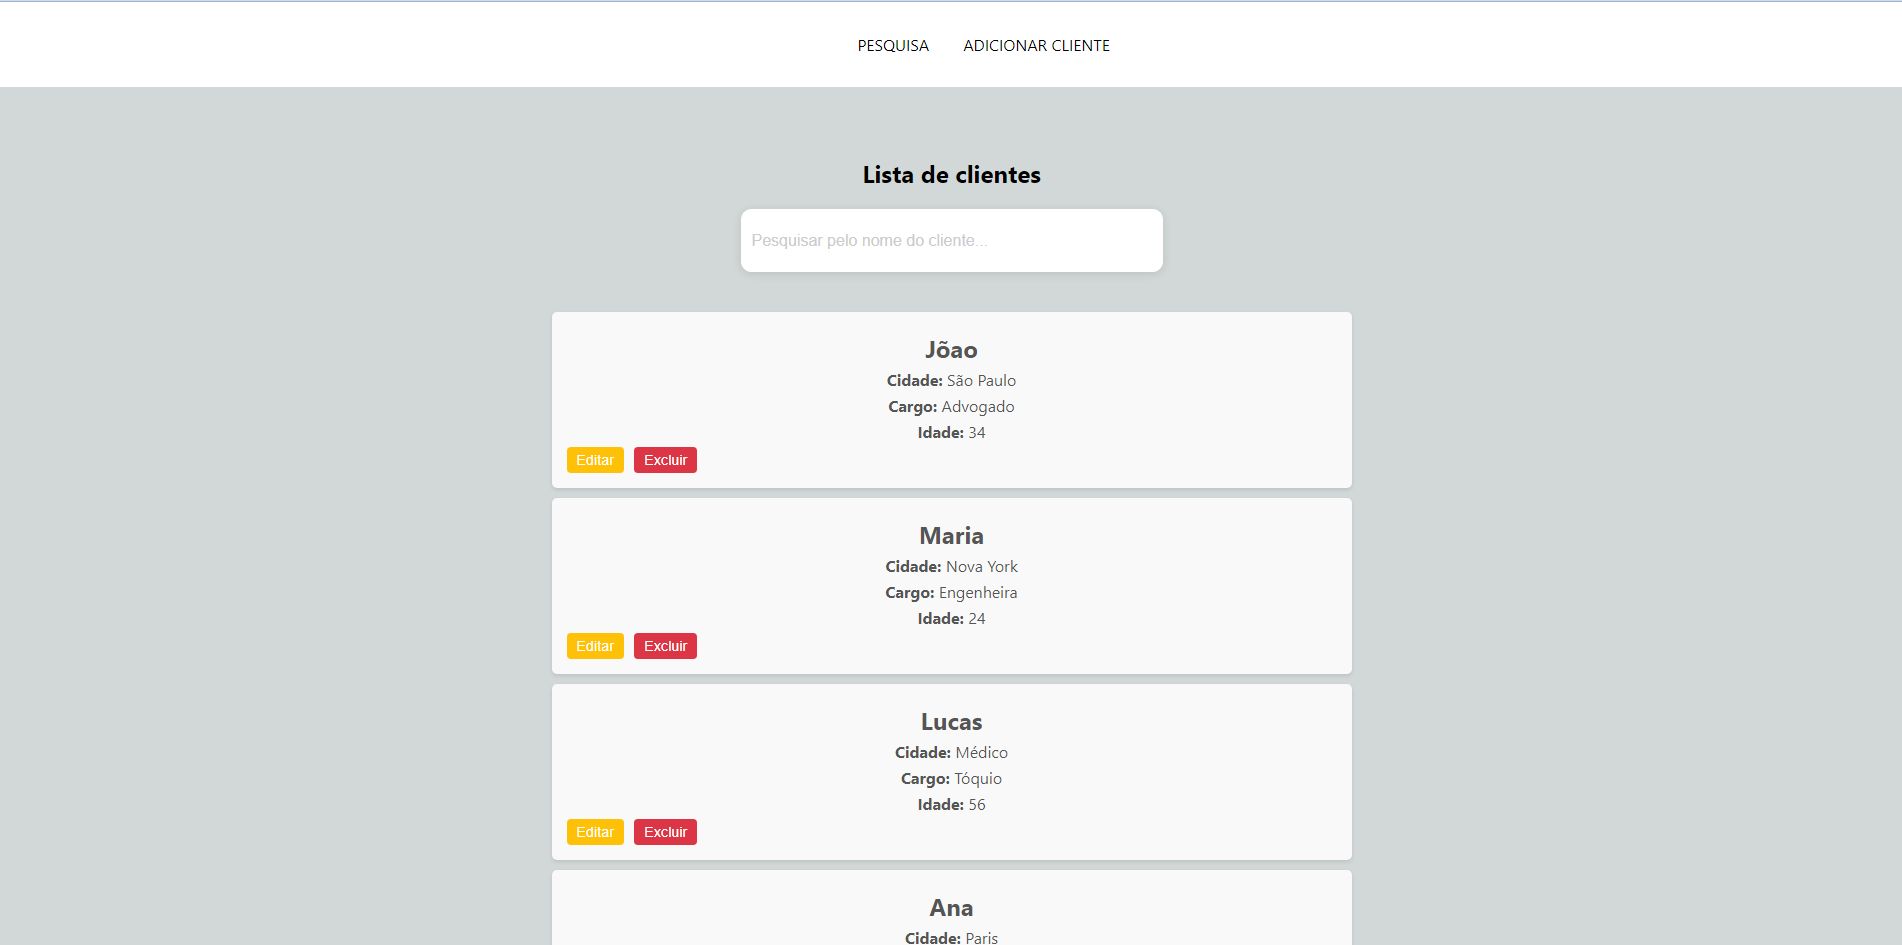 PESQUISA ADICIONAR CLIENTE
Lista de clientes
Pesquisar pelo nome do cliente...
Jõao
Cidade: São Paulo
Cargo: Advogado
Idade: 34
Editar Excluir
Maria
Cidade: Nova York
Cargo: Engenheira
Idade: 24
Editar Excluir
Lucas
Cidade: Médico
Cargo: Tóquio
Idade: 56
Editar Excluir
Ana
Cidade: Paris